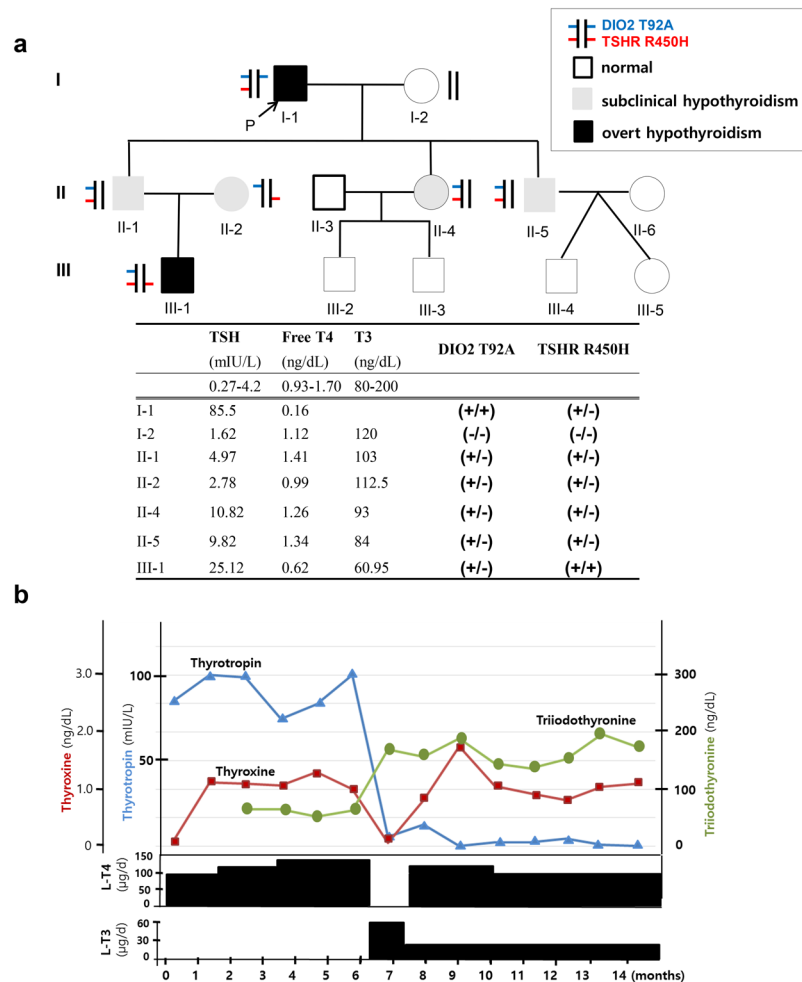 a
DIO2 T92A
TSHR R450H
normal
subclinical hypothyroidism
overt hypothyroidism
I
P
I-1
I-2
II
II-1
II-2
II-3
II-4
II-5
II-6
III
III-1
III-2
III-3
III-4
III-5
TSH Free T4 T3 DIO2 T92A TSHR R450H
(mIU/L) (ng/dL) (ng/dL)
0.27-4.2 0.93-1.70 80-200
I-1 85.5 0.16 (+/+) (+/-)
I-2 1.62 1.12 120 (-/-) (-/-)
II-1 4.97 1.41 103 (+/-) (+/-)
II-2 2.78 0.99 112.5 (+/-) (+/-)
II-4 10.82 1.26 93 (+/-) (+/-)
II-5 9.82 1.34 84 (+/-) (+/-)
III-1 25.12 0.62 60.95 (+/-) (+/+)
b
Thyroxine (ng/dL)
3.0
2.0
1.0
0
Thyrotropin (mIU/L)
100
50
Thyrotropin
Thyroxine
Triiodothyronine
300
200
100
0
Triiodothyronine (ng/dL)
L-T4
(µg/d)
150
100
50
0
L-T3
(µg/d)
60
30
0
0 1 2 3 4 5 6 7 8 9 10 11 12 13 14 (months)